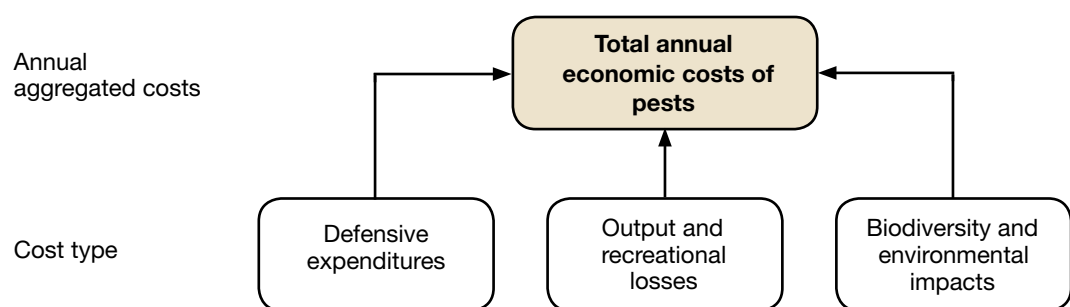 Annual
aggregated costs
Total annual
economic costs of
pests
Cost type
Defensive
expenditures
Output and
recreational
losses
Biodiversity and
environmental
impacts